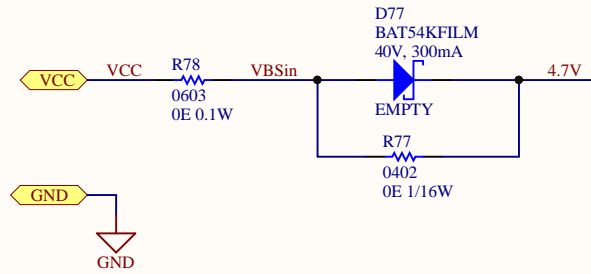 D77
BAT54KFILM
40V, 300mA
VCC
VCC
R78
VBSin
4.7V
0603
0E 0.1W
EMPTY
R77
0402
0E 1/16W
GND
GND